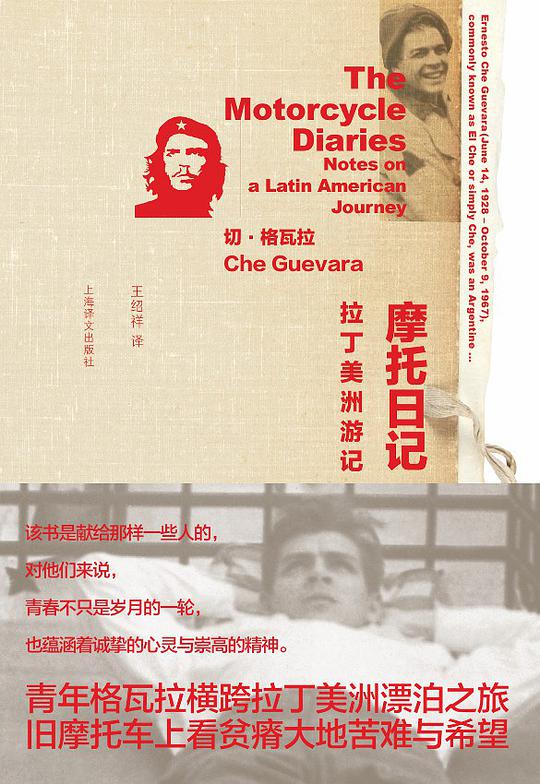 Ernesto Che Guevara (June 14, 1928 – October 9, 1967),
commonly known as El Che or simply Che, was an Argentine ...
The
Motorcycle
Diaries
Notes on
a Latin American
Journey
切·格瓦拉
Che Guevara
摩托日记
拉丁美洲游记
王绍祥 译
上海译文出版社
该书是献给那样一些人的，
对他们来说，
青春不只是岁月的一轮，
也蕴涵着诚挚的心灵与崇高的精神。
青年格瓦拉横跨拉丁美洲漂泊之旅
旧摩托车上看贫瘠大地苦难与希望